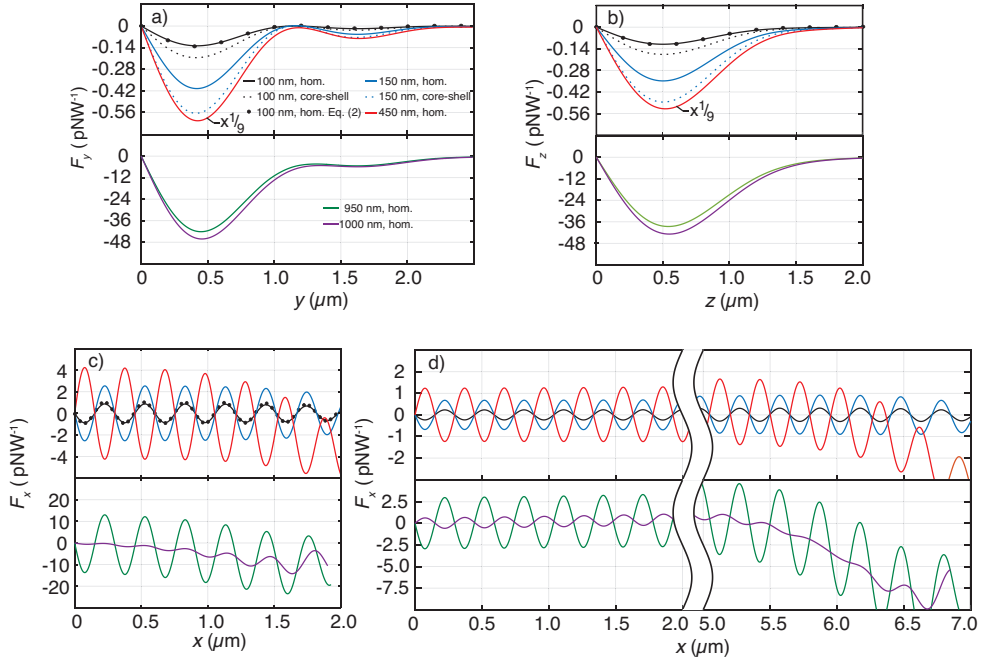 a)
0
-0.14
-0.28
-0.42
-0.56
F_y ( pNW⁻¹)
100 nm, hom.
100 nm, core-shell
100 nm, hom. Eq. (2)
150 nm, hom.
150 nm, core-shell
450 nm, hom.
x¹/₉
0
-12
-24
-36
-48
950 nm, hom.
1000 nm, hom.
0 0.5 1.0 1.5 2.0
y (µm)
b)
0
-0.14
-0.28
-0.42
-0.56
F_z ( pNW⁻¹)
x¹/₉
0
-12
-24
-36
-48
0 0.5 1.0 1.5 2.0
z (µm)
c)
4
2
0
-2
-4
F_x ( pNW⁻¹)
20
10
0
-10
-20
0 0.5 1.0 1.5 2.0
x (µm)
d)
2
1
0
-1
-2
F_x ( pNW⁻¹)
2.5
0
-2.5
-5.0
-7.5
0 0.5 1.0 1.5 2.0 5.0 5.5 6.0 6.5 7.0
x (µm)